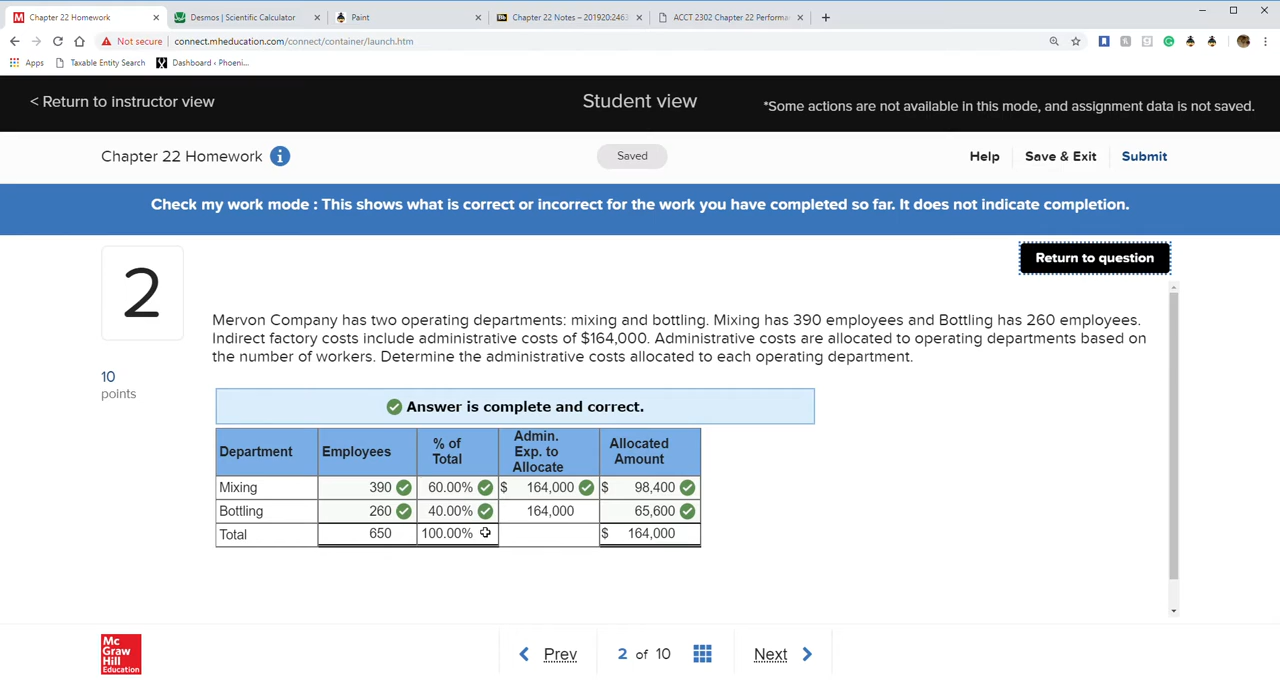 Chapter 22 Homework
Desmos | Scientific Calculator
Paint
Chapter 22 Notes – 201920:246
ACCT 2302 Chapter 22 Performa
Not secure | connect.mheducation.com/connect/container/launch.htm
Apps
Taxable Entity Search
Dashboard ‹ Phoeni...
< Return to instructor view
Student view
*Some actions are not available in this mode, and assignment data is not saved.
Chapter 22 Homework i
Saved
Help
Save & Exit
Submit
Check my work mode : This shows what is correct or incorrect for the work you have completed so far. It does not indicate completion.
Return to question
2
10
points
Mervon Company has two operating departments: mixing and bottling. Mixing has 390 employees and Bottling has 260 employees.
Indirect factory costs include administrative costs of $164,000. Administrative costs are allocated to operating departments based on
the number of workers. Determine the administrative costs allocated to each operating department.
Answer is complete and correct.
Department Employees % of Total Admin. Exp. to Allocate Allocated Amount
Mixing 390 60.00% $ 164,000 $ 98,400
Bottling 260 40.00% 164,000 65,600
Total 650 100.00% $ 164,000
Mc
Graw
Hill
Education
Prev
2 of 10
Next